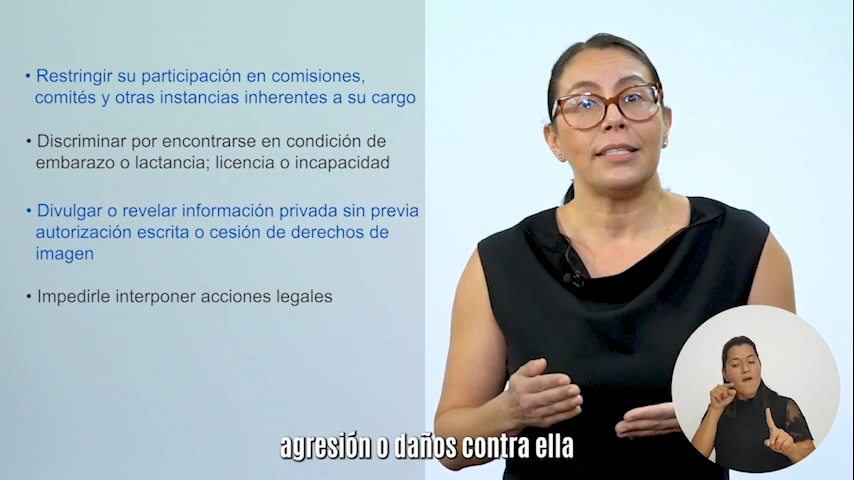 • Restringir su participación en comisiones,
comités y otras instancias inherentes a su cargo
• Discriminar por encontrarse en condición de
embarazo o lactancia; licencia o incapacidad
• Divulgar o revelar información privada sin previa
autorización escrita o cesión de derechos de
imagen
• Impedirle interponer acciones legales
agresión o daños contra ella